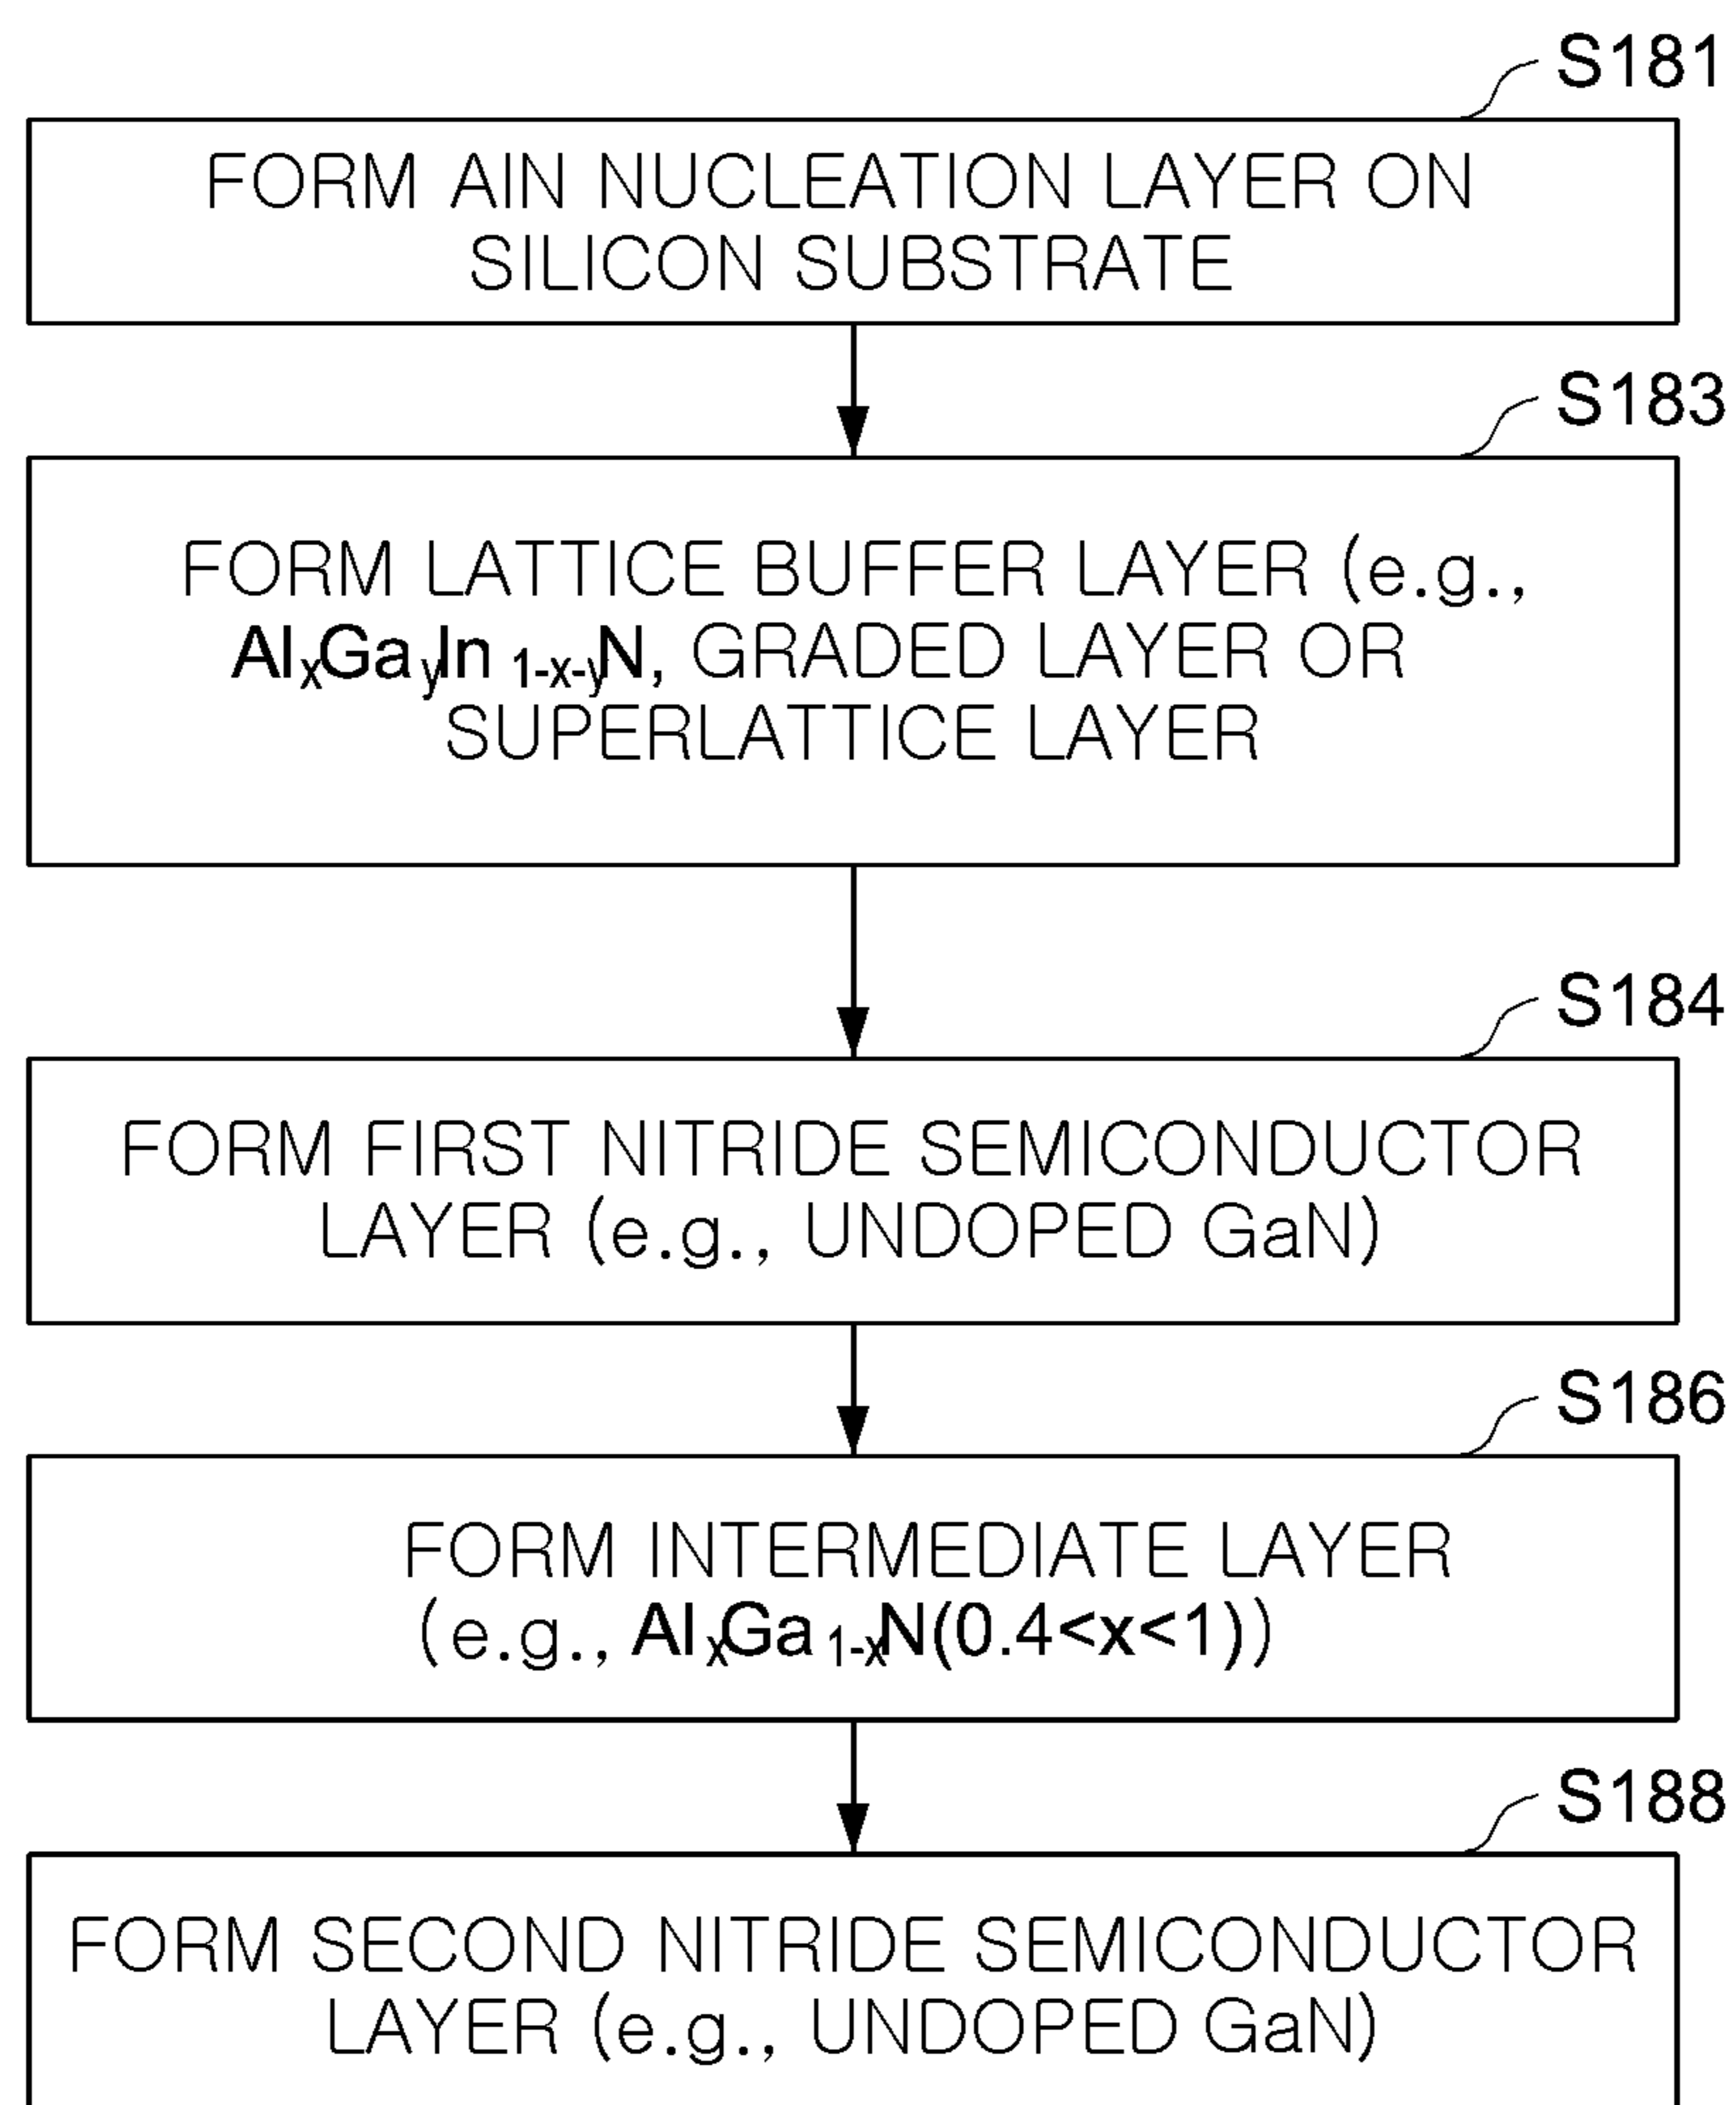 S181
FORM AlN NUCLEATION LAYER ON
SILICON SUBSTRATE
S183
FORM LATTICE BUFFER LAYER (e.g.,
AlxGayIn1-x-yN, GRADED LAYER OR
SUPERLATTICE LAYER
S184
FORM FIRST NITRIDE SEMICONDUCTOR
LAYER (e.g., UNDOPED GaN)
S186
FORM INTERMEDIATE LAYER
(e.g., AlxGa1-xN(0.4<x<1))
S188
FORM SECOND NITRIDE SEMICONDUCTOR
LAYER (e.g., UNDOPED GaN)